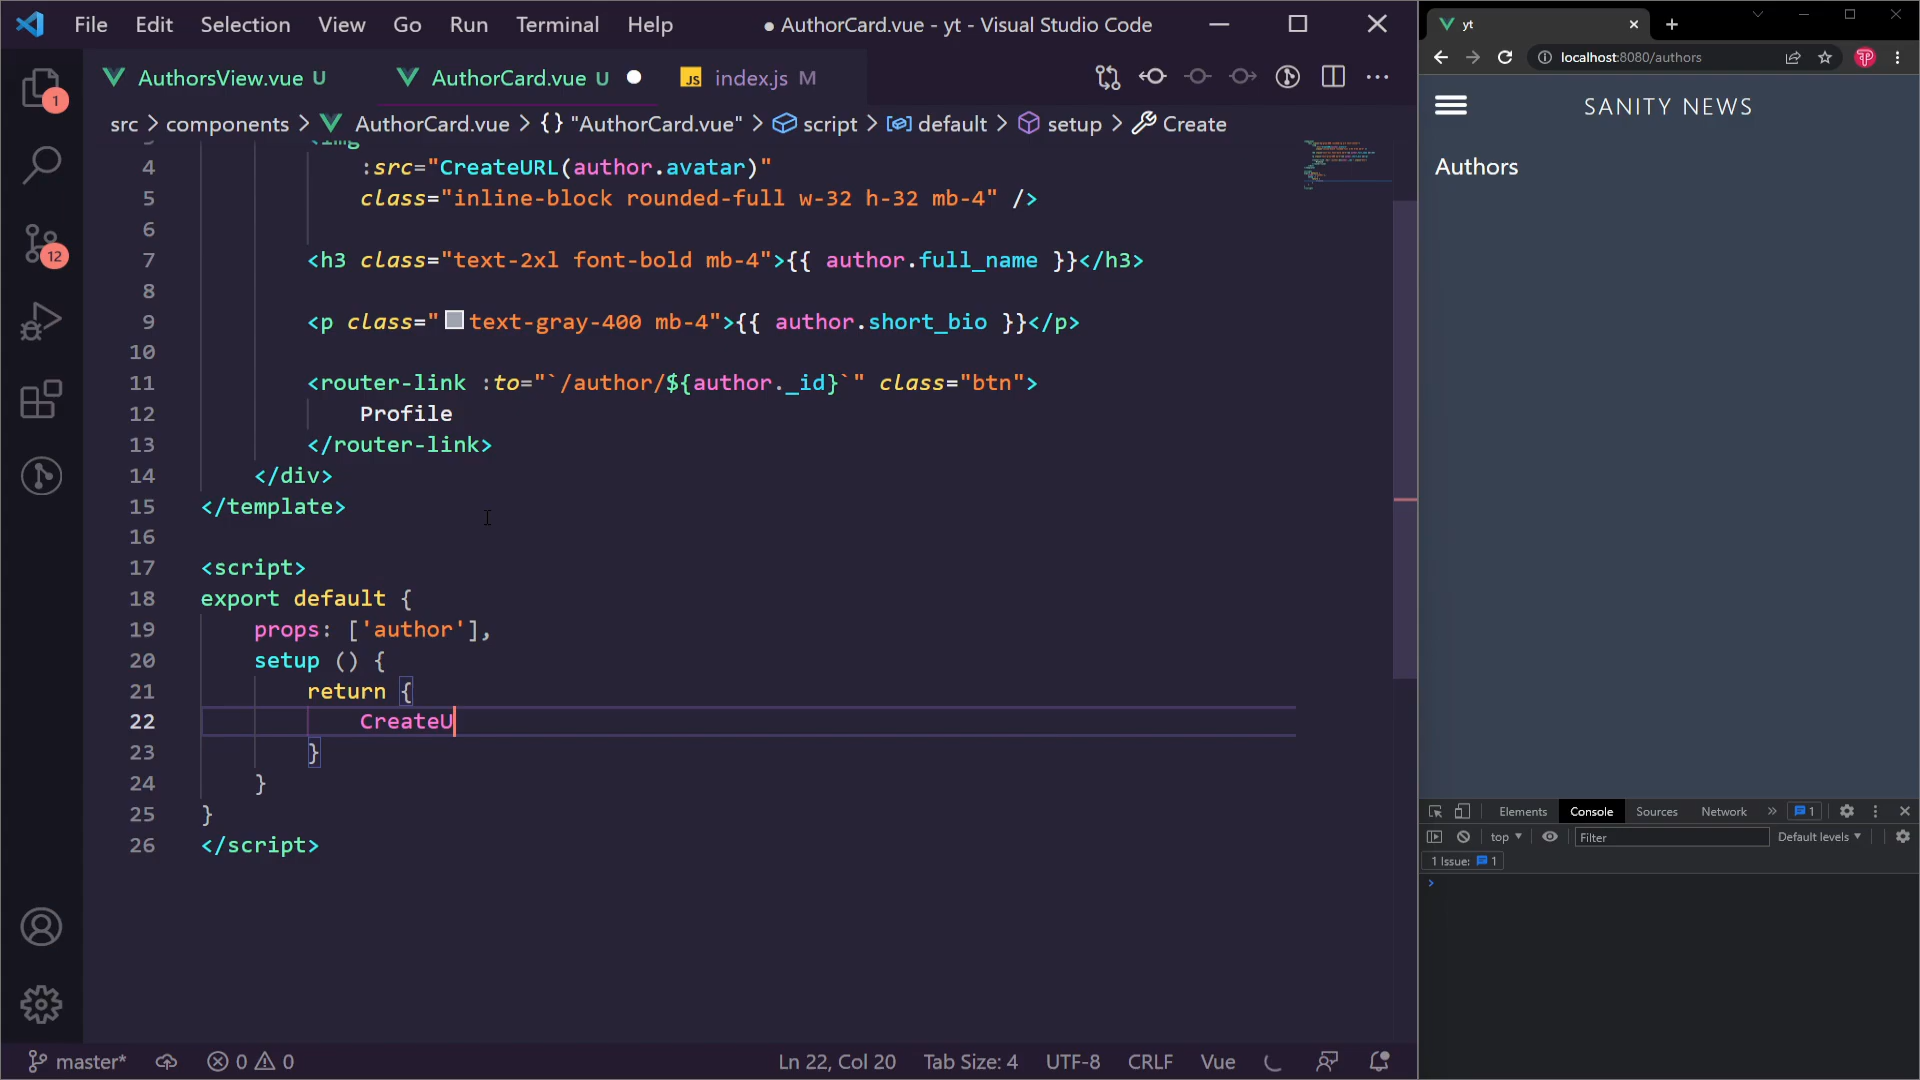 File Edit Selection View Go Run Terminal Help ● AuthorCard.vue - yt - Visual Studio Code
AuthorsView.vue U AuthorCard.vue U JS index.js M
src > components > AuthorCard.vue > {} "AuthorCard.vue" > script > default > setup > Create
4 :src="CreateURL(author.avatar)"
5 class="inline-block rounded-full w-32 h-32 mb-4" />
6
7 <h3 class="text-2xl font-bold mb-4">{{ author.full_name }}</h3>
8
9 <p class="text-gray-400 mb-4">{{ author.short_bio }}</p>
10
11 <router-link :to="`/author/${author._id}`" class="btn">
12 Profile
13 </router-link>
14 </div>
15 </template>
16
17 <script>
18 export default {
19 props: ['author'],
20 setup () {
21 return {
22 CreateU
23 }
24 }
25 }
26 </script>
1
12
master* 0 0 Ln 22, Col 20 Tab Size: 4 UTF-8 CRLF Vue
yt
localhost:8080/authors
SANITY NEWS
Authors
Elements Console Sources Network » 1
top Filter Default levels
1 Issue: 1
>